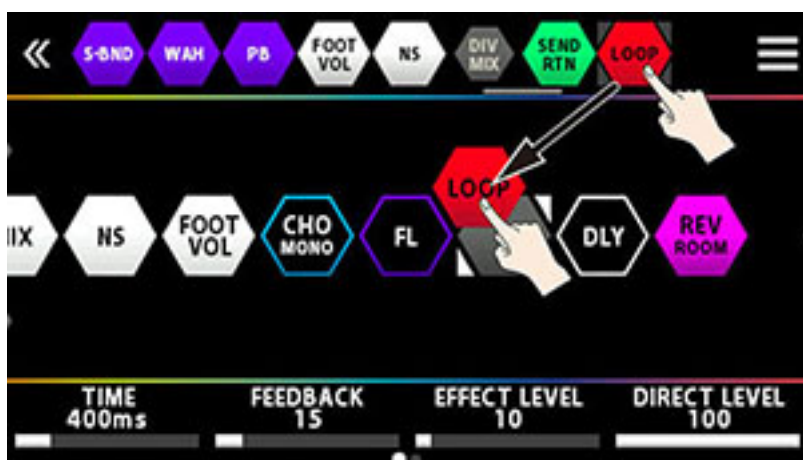 S-BND WAH PB FOOT NS DIV SEND LOOP
VOL MIX RTN
LOOP
IX NS FOOT CHO FL DLY REV
VOL MONO ROOM
TIME FEEDBACK EFFECT LEVEL DIRECT LEVEL
400ms 15 10 100